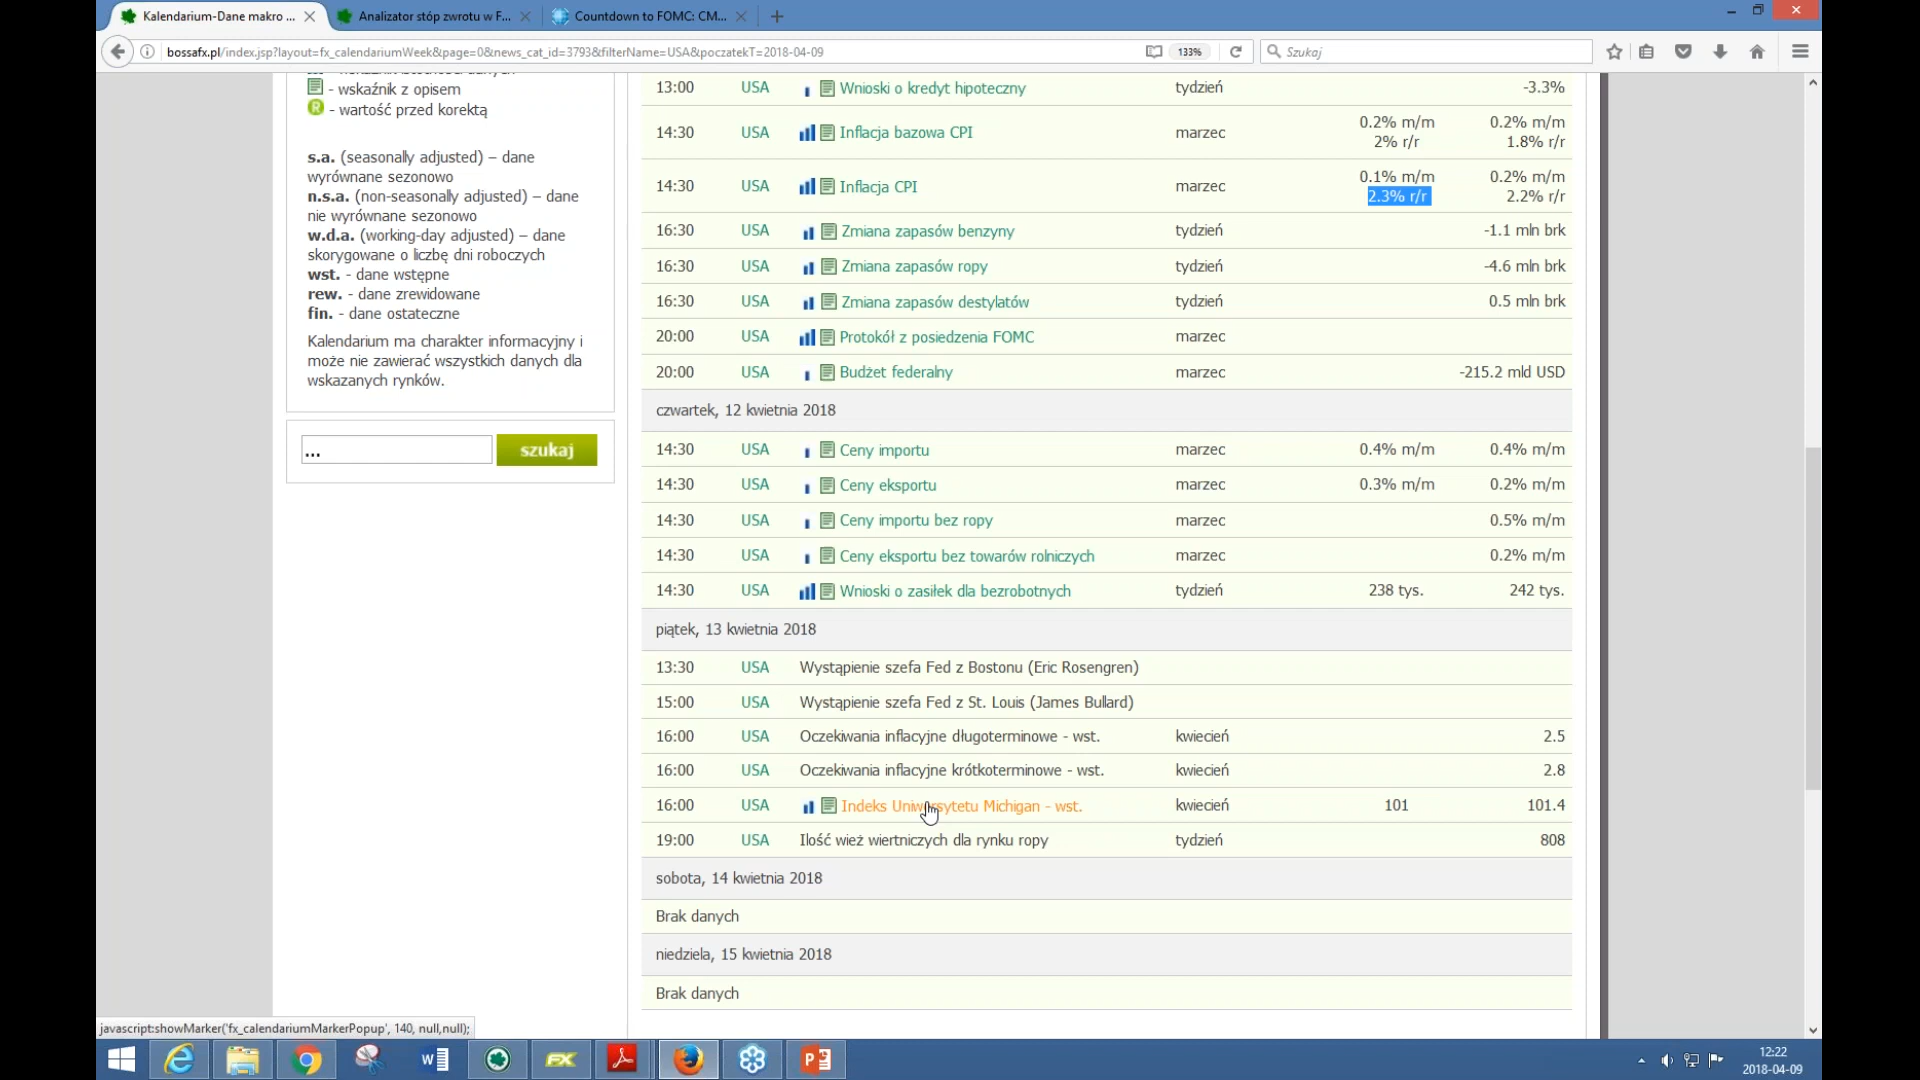 Kalendarium-Dane makro ...
Analizator stóp zwrotu w F...
Countdown to FOMC: CM...
bossafx.pl/index.jsp?layout=fx_calendariumWeek&page=0&news_cat_id=3793&filterName=USA&poczatekT=2018-04-09
133%
Szukaj
- wskaźnik z opisem
R - wartość przed korektą
s.a. (seasonally adjusted) – dane
wyrównane sezonowo
n.s.a. (non-seasonally adjusted) – dane
nie wyrównane sezonowo
w.d.a. (working-day adjusted) – dane
skorygowane o liczbę dni roboczych
wst. - dane wstępne
rew. - dane zrewidowane
fin. - dane ostateczne
Kalendarium ma charakter informacyjny i
może nie zawierać wszystkich danych dla
wskazanych rynków.
... szukaj
13:00 USA Wnioski o kredyt hipoteczny tydzień -3.3%
14:30 USA Inflacja bazowa CPI marzec 0.2% m/m 0.2% m/m
2% r/r 1.8% r/r
14:30 USA Inflacja CPI marzec 0.1% m/m 0.2% m/m
2.3% r/r 2.2% r/r
16:30 USA Zmiana zapasów benzyny tydzień -1.1 mln brk
16:30 USA Zmiana zapasów ropy tydzień -4.6 mln brk
16:30 USA Zmiana zapasów destylatów tydzień 0.5 mln brk
20:00 USA Protokół z posiedzenia FOMC marzec
20:00 USA Budżet federalny marzec -215.2 mld USD
czwartek, 12 kwietnia 2018
14:30 USA Ceny importu marzec 0.4% m/m 0.4% m/m
14:30 USA Ceny eksportu marzec 0.3% m/m 0.2% m/m
14:30 USA Ceny importu bez ropy marzec 0.5% m/m
14:30 USA Ceny eksportu bez towarów rolniczych marzec 0.2% m/m
14:30 USA Wnioski o zasiłek dla bezrobotnych tydzień 238 tys. 242 tys.
piątek, 13 kwietnia 2018
13:30 USA Wystąpienie szefa Fed z Bostonu (Eric Rosengren)
15:00 USA Wystąpienie szefa Fed z St. Louis (James Bullard)
16:00 USA Oczekiwania inflacyjne długoterminowe - wst. kwiecień 2.5
16:00 USA Oczekiwania inflacyjne krótkoterminowe - wst. kwiecień 2.8
16:00 USA Indeks Uniwersytetu Michigan - wst. kwiecień 101 101.4
19:00 USA Ilość wież wiertniczych dla rynku ropy tydzień 808
sobota, 14 kwietnia 2018
Brak danych
niedziela, 15 kwietnia 2018
Brak danych
javascript:showMarker('fx_calendariumMarkerPopup', 140, null,null);
FX
12:22
2018-04-09